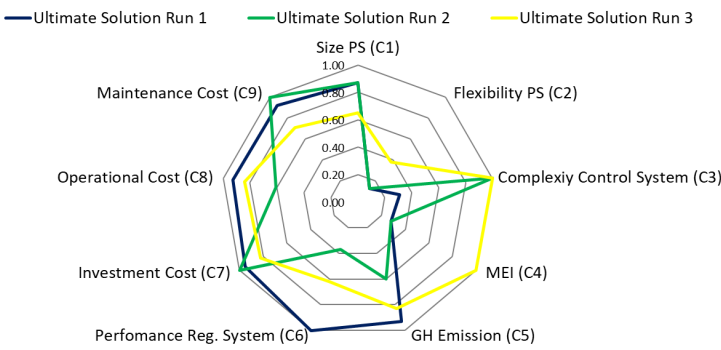 Ultimate Solution Run 1
Ultimate Solution Run 2
Ultimate Solution Run 3
Size PS (C1)
1.00
Maintenance Cost (C9)
0.80
Flexibility PS (C2)
0.60
0.40
Operational Cost (C8)
0.20
Complexiy Control System (C3)
0.00
Investment Cost (C7)
MEI (C4)
Perfomance Reg. System (C6)
GH Emission (C5)